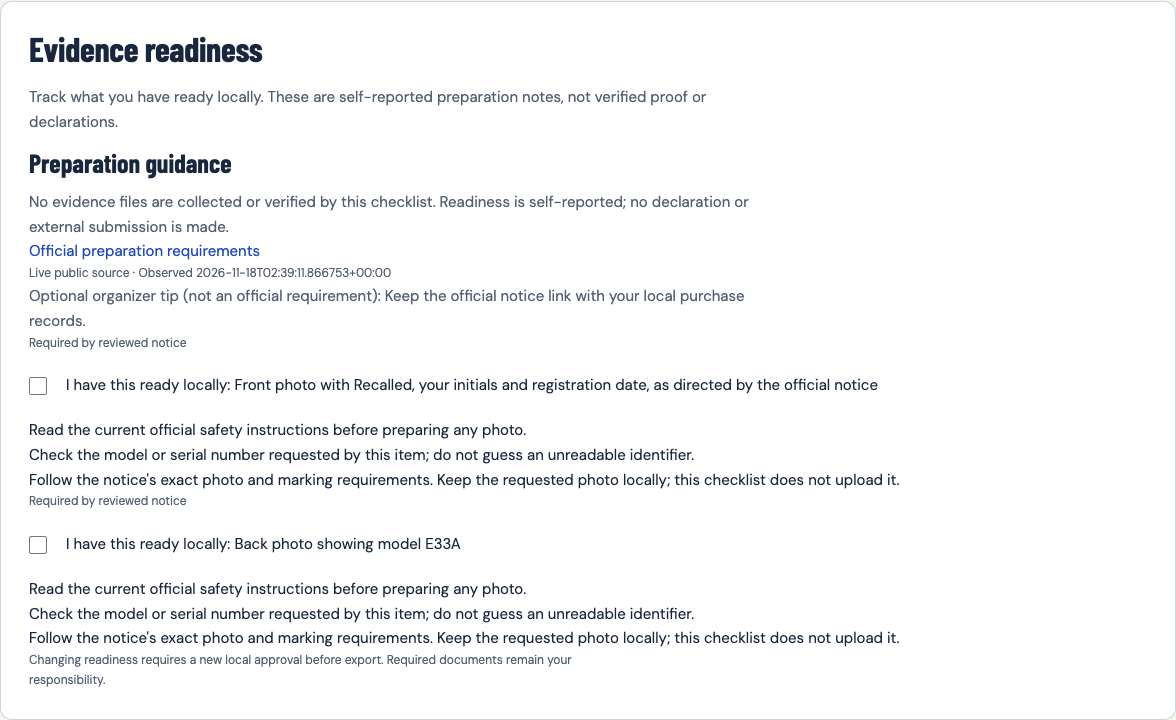 Evidence readiness
Track what you have ready locally. These are self-reported preparation notes, not verified proof or
declarations.
Preparation guidance
No evidence files are collected or verified by this checklist. Readiness is self-reported; no declaration or
external submission is made.
Official preparation requirements
Live public source · Observed 2026-11-18T02:39:11.866753+00:00
Optional organizer tip (not an official requirement): Keep the official notice link with your local purchase
records.
Required by reviewed notice
I have this ready locally: Front photo with Recalled, your initials and registration date, as directed by the official notice
Read the current official safety instructions before preparing any photo.
Check the model or serial number requested by this item; do not guess an unreadable identifier.
Follow the notice's exact photo and marking requirements. Keep the requested photo locally; this checklist does not upload it.
Required by reviewed notice
I have this ready locally: Back photo showing model E33A
Read the current official safety instructions before preparing any photo.
Check the model or serial number requested by this item; do not guess an unreadable identifier.
Follow the notice's exact photo and marking requirements. Keep the requested photo locally; this checklist does not upload it.
Changing readiness requires a new local approval before export. Required documents remain your
responsibility.